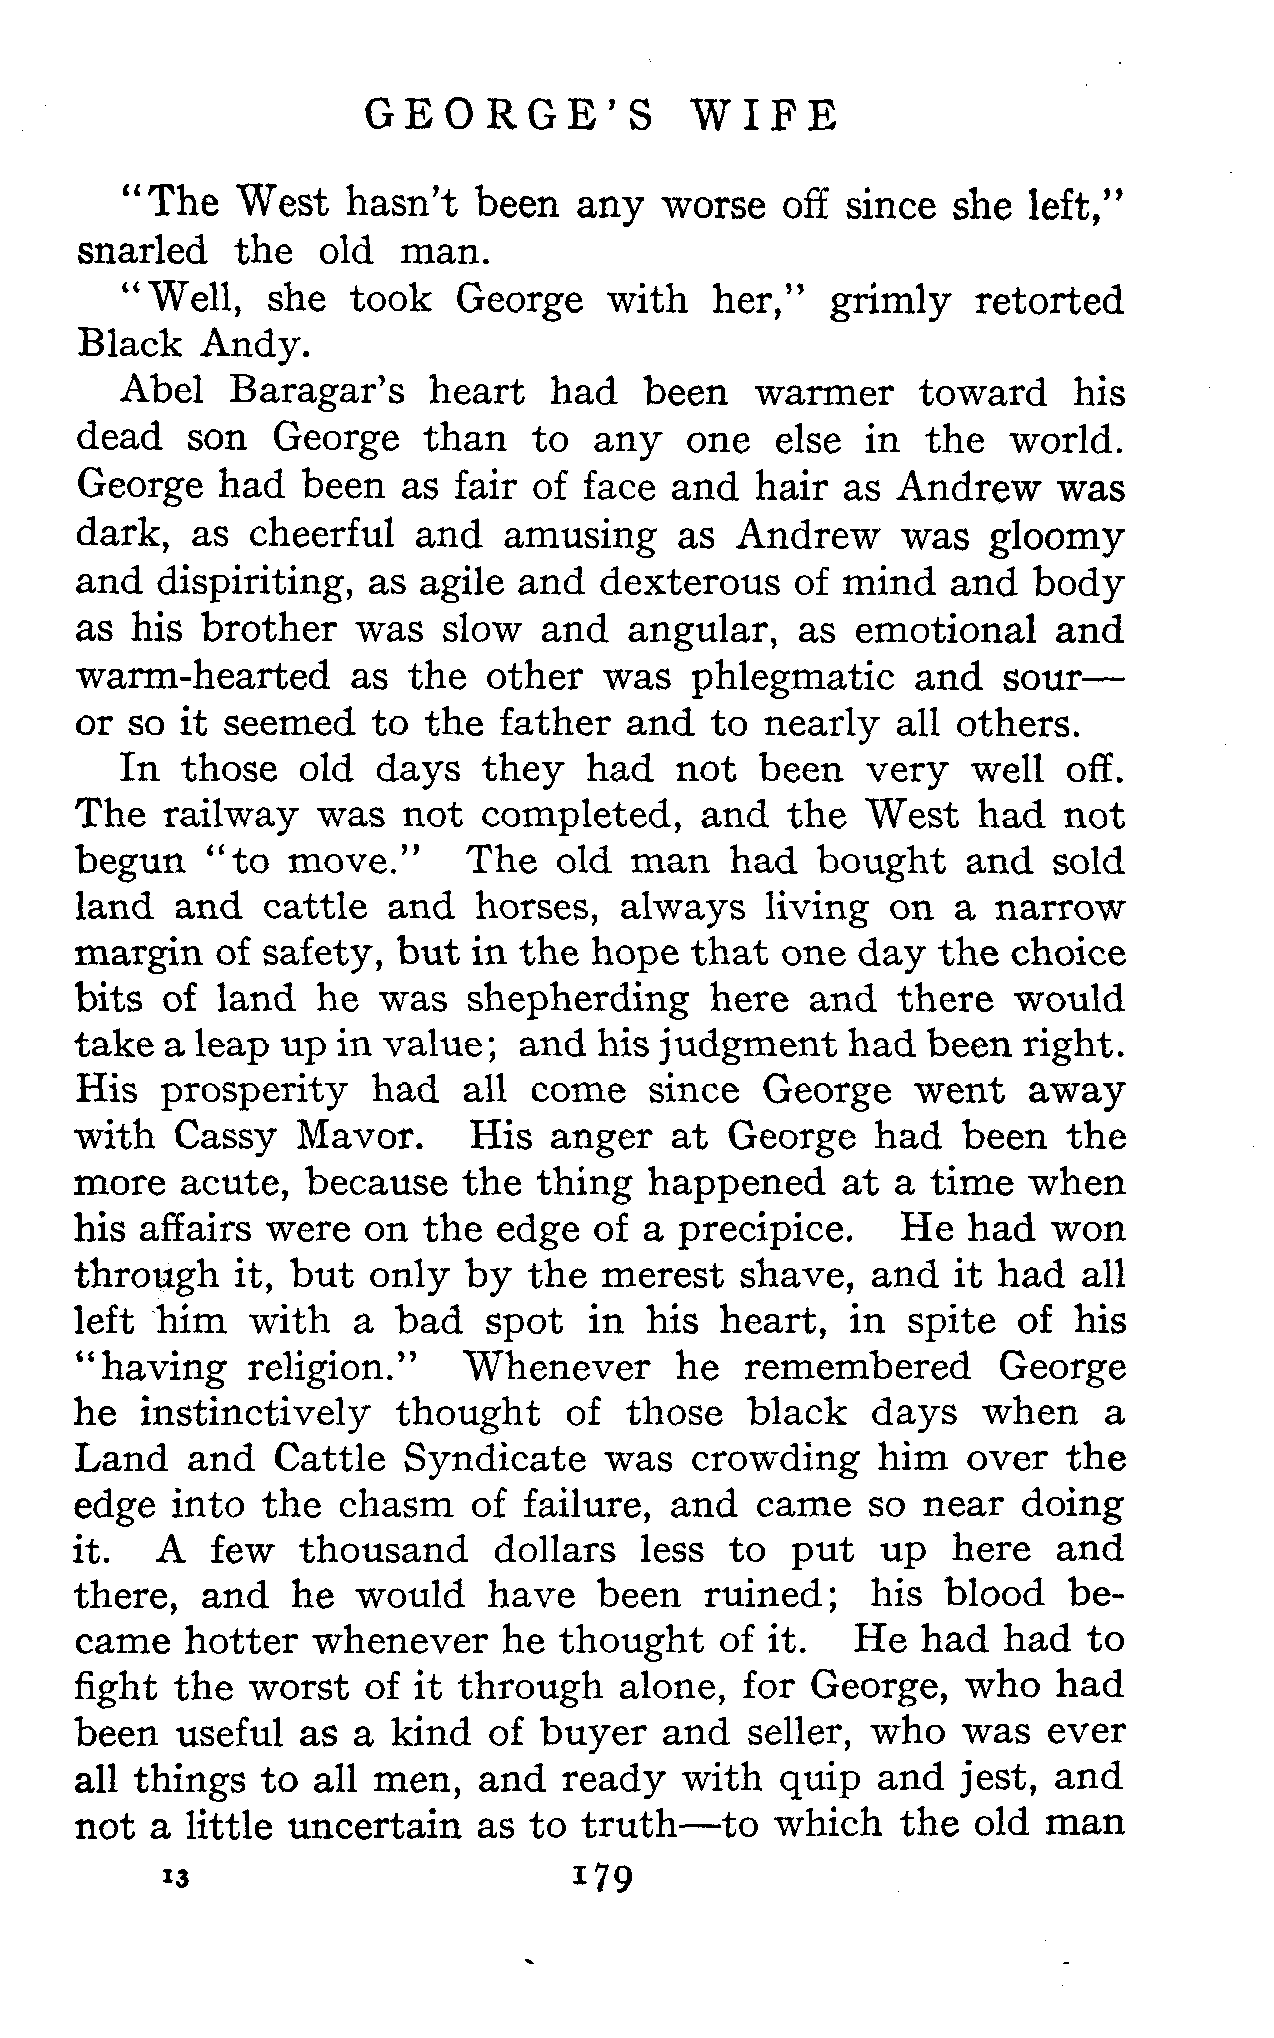 GEORGE'S WIFE
"The West hasn't been any worse off since she left,"
snarled the old man.
"Well, she took George with her," grimly retorted
Black Andy.
Abel Baragar's heart had been warmer toward his
dead son George than to any one else in the world.
George had been as fair of face and hair as Andrew was
dark, as cheerful and amusing as Andrew was gloomy
and dispiriting, as agile and dexterous of mind and body
as his brother was slow and angular, as emotional and
warm-hearted as the other was phlegmatic and sour—
or so it seemed to the father and to nearly all others.
In those old days they had not been very well off.
The railway was not completed, and the West had not
begun "to move." The old man had bought and sold
land and cattle and horses, always living on a narrow
margin of safety, but in the hope that one day the choice
bits of land he was shepherding here and there would
take a leap up in value; and his judgment had been right.
His prosperity had all come since George went away
with Cassy Mavor. His anger at George had been the
more acute, because the thing happened at a time when
his affairs were on the edge of a precipice. He had won
through it, but only by the merest shave, and it had all
left him with a bad spot in his heart, in spite of his
"having religion." Whenever he remembered George
he instinctively thought of those black days when a
Land and Cattle Syndicate was crowding him over the
edge into the chasm of failure, and came so near doing
it. A few thousand dollars less to put up here and
there, and he would have been ruined; his blood be-
came hotter whenever he thought of it. He had had to
fight the worst of it through alone, for George, who had
been useful as a kind of buyer and seller, who was ever
all things to all men, and ready with quip and jest, and
not a little uncertain as to truth—to which the old man
13 179